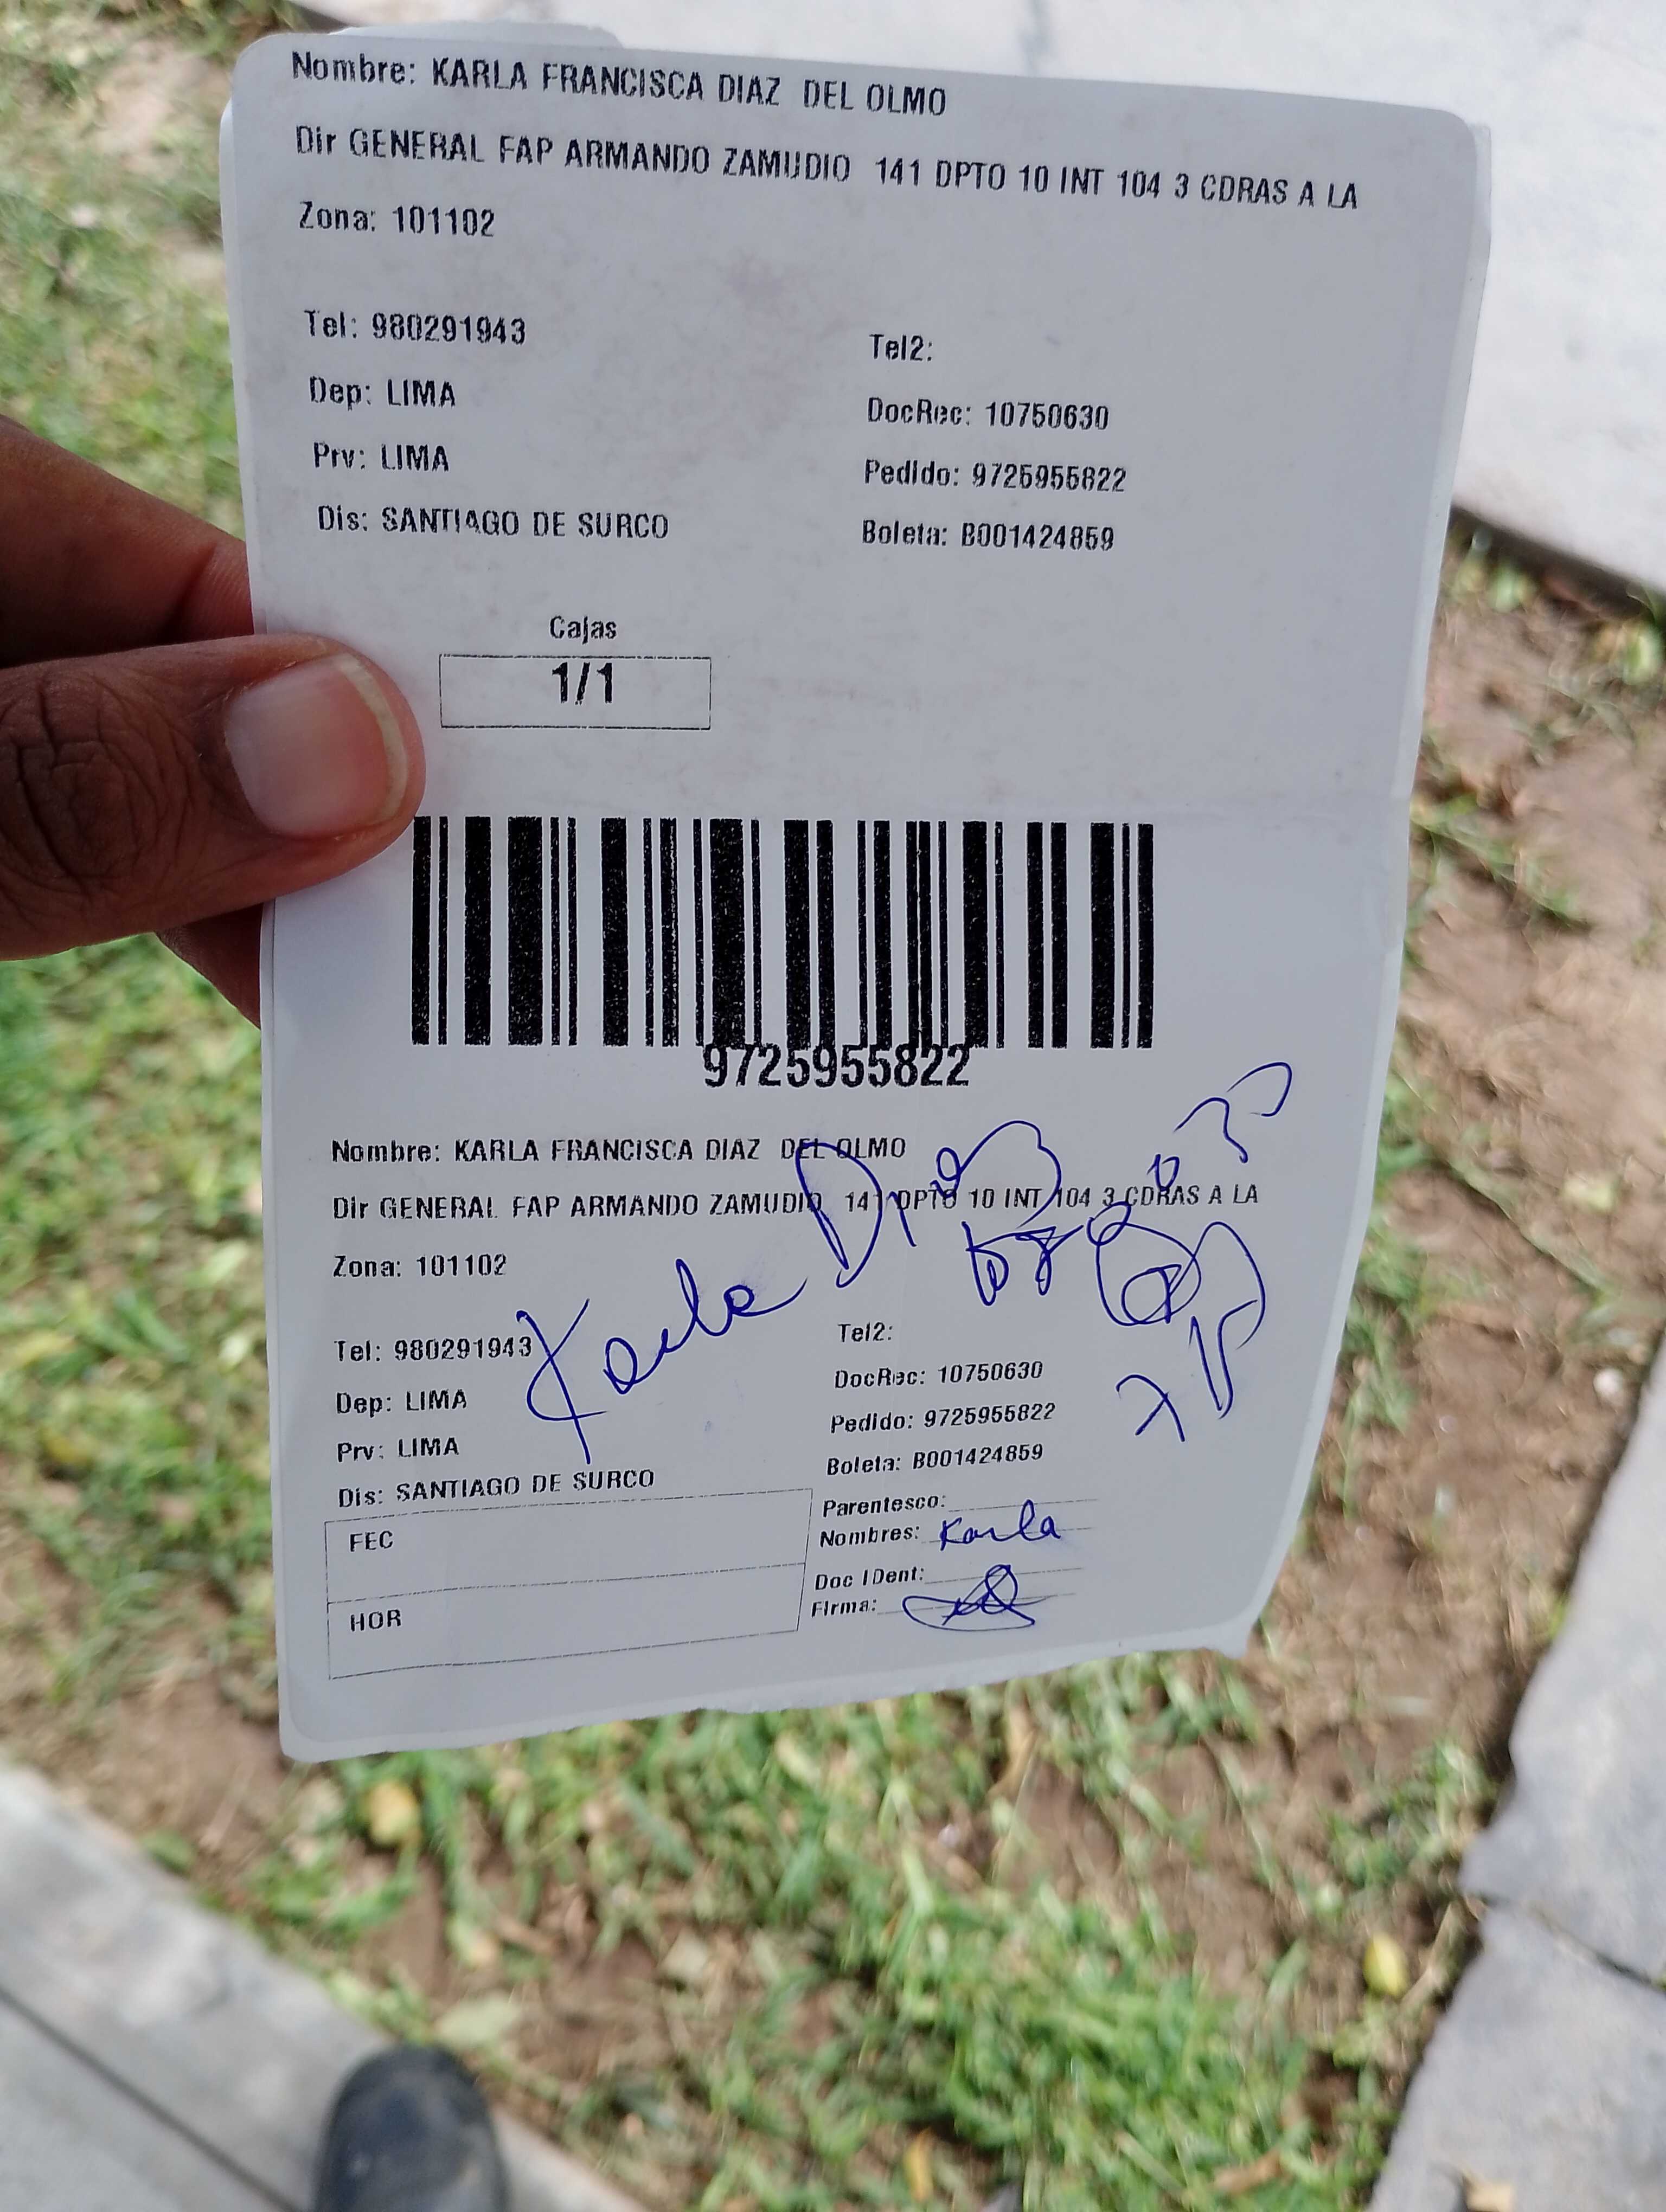 Nombre: KARLA FRANCISCA DIAZ DEL OLMO
Dir GENERAL FAP ARMANDO ZAMUDIO 141 DPTO 10 INT 104 3 CDRAS A LA
Zona: 101102
Tel: 980291943
Tel2:
Dep: LIMA
DocRec: 10750630
Prv: LIMA
Pedido: 9725955822
Dis: SANTIAGO DE SURCO
Boleta: B001424859
Cajas
1/1
9725955822
Nombre: KARLA FRANCISCA DIAZ DEL OLMO
Dir GENERAL FAP ARMANDO ZAMUDIO 141 DPTO 10 INT 104 3 CDRAS A LA
Zona: 101102
Karla Diaz
Tel: 980291943
Tel2:
Dep: LIMA
DocRec: 10750630
Prv: LIMA
Pedido: 9725955822
Dis: SANTIAGO DE SURCO
Boleta: B001424859
FEC
HOR
Parentesco:
Nombres: Karla
Doc IDent:
Firma: